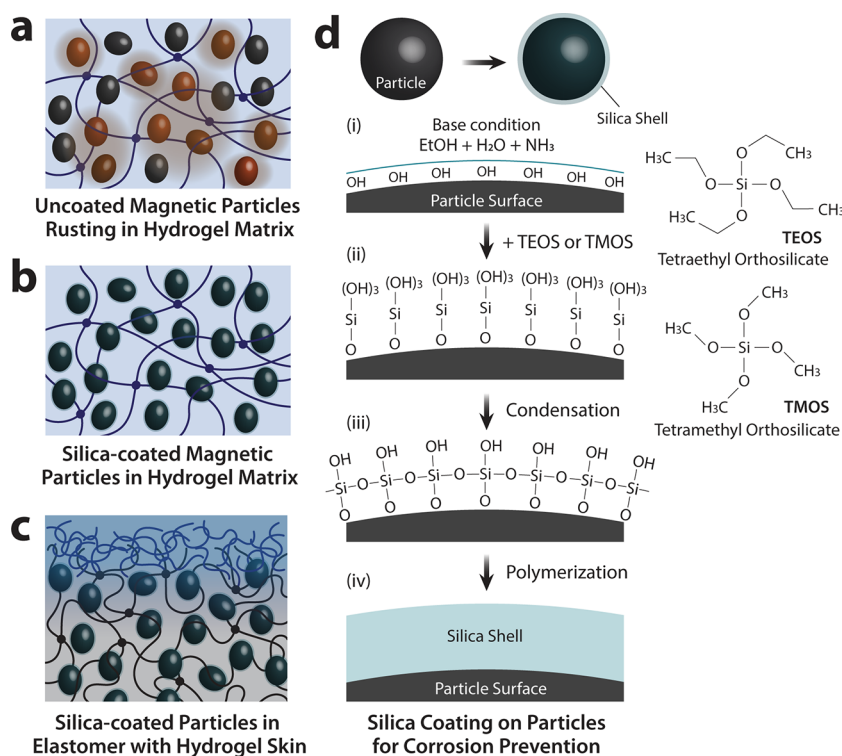 a
Uncoated Magnetic Particles
Rusting in Hydrogel Matrix
b
Silica-coated Magnetic
Particles in Hydrogel Matrix
c
Silica-coated Particles in
Elastomer with Hydrogel Skin
d
Particle
Silica Shell
(i)
Base condition
EtOH + H₂O + NH₃
OH OH OH OH OH OH OH
Particle Surface
+ TEOS or TMOS
(ii)
(OH)₃ (OH)₃ (OH)₃ (OH)₃ (OH)₃ (OH)₃ (OH)₃
Si Si Si Si Si Si Si
O O O O O O O
Condensation
(iii)
OH OH OH OH OH OH OH
Si O Si O Si O Si O Si O Si O Si
O O O O O O O
Polymerization
(iv)
Silica Shell
Particle Surface
Silica Coating on Particles
for Corrosion Prevention
H₃C O CH₃
O Si O
H₃C O CH₃
TEOS
Tetraethyl Orthosilicate
O CH₃
H₃C O Si O CH₃
O
H₃C
TMOS
Tetramethyl Orthosilicate